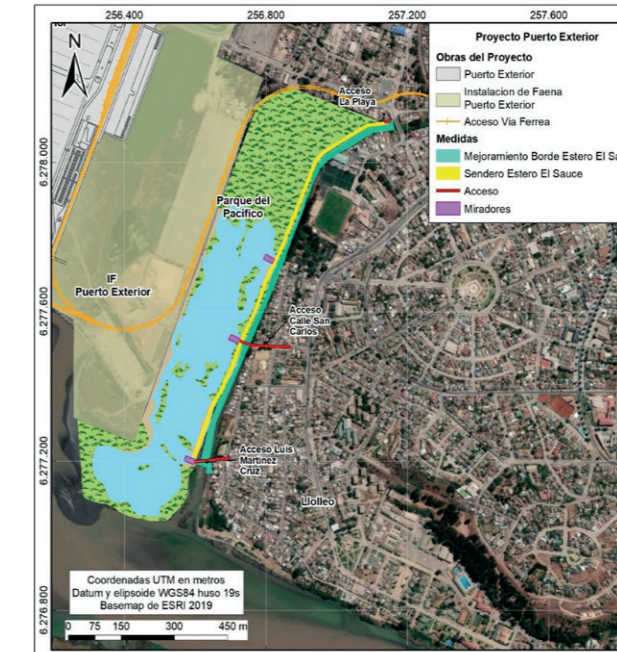 256.400
256.800
257.200
257.600
6.278.000
6.277.600
6.277.200
6.276.800
N
Proyecto Puerto Exterior
Obras del Proyecto
Puerto Exterior
Instalacion de Faena
Puerto Exterior
Acceso Via Ferrea
Medidas
Mejoramiento Borde Estero El Sa
Sendero Estero El Sauce
Acceso
Miradores
Acceso
La Playa
Parque del
Pacifico
IF
Puerto Exterior
Acceso
Calle San
Carlos
Acceso Luis
Martinez
Cruz
Llolleo
Coordenadas UTM en metros
Datum y elipsoide WGS84 huso 19s
Basemap de ESRI 2019
0 75 150 300 450 m